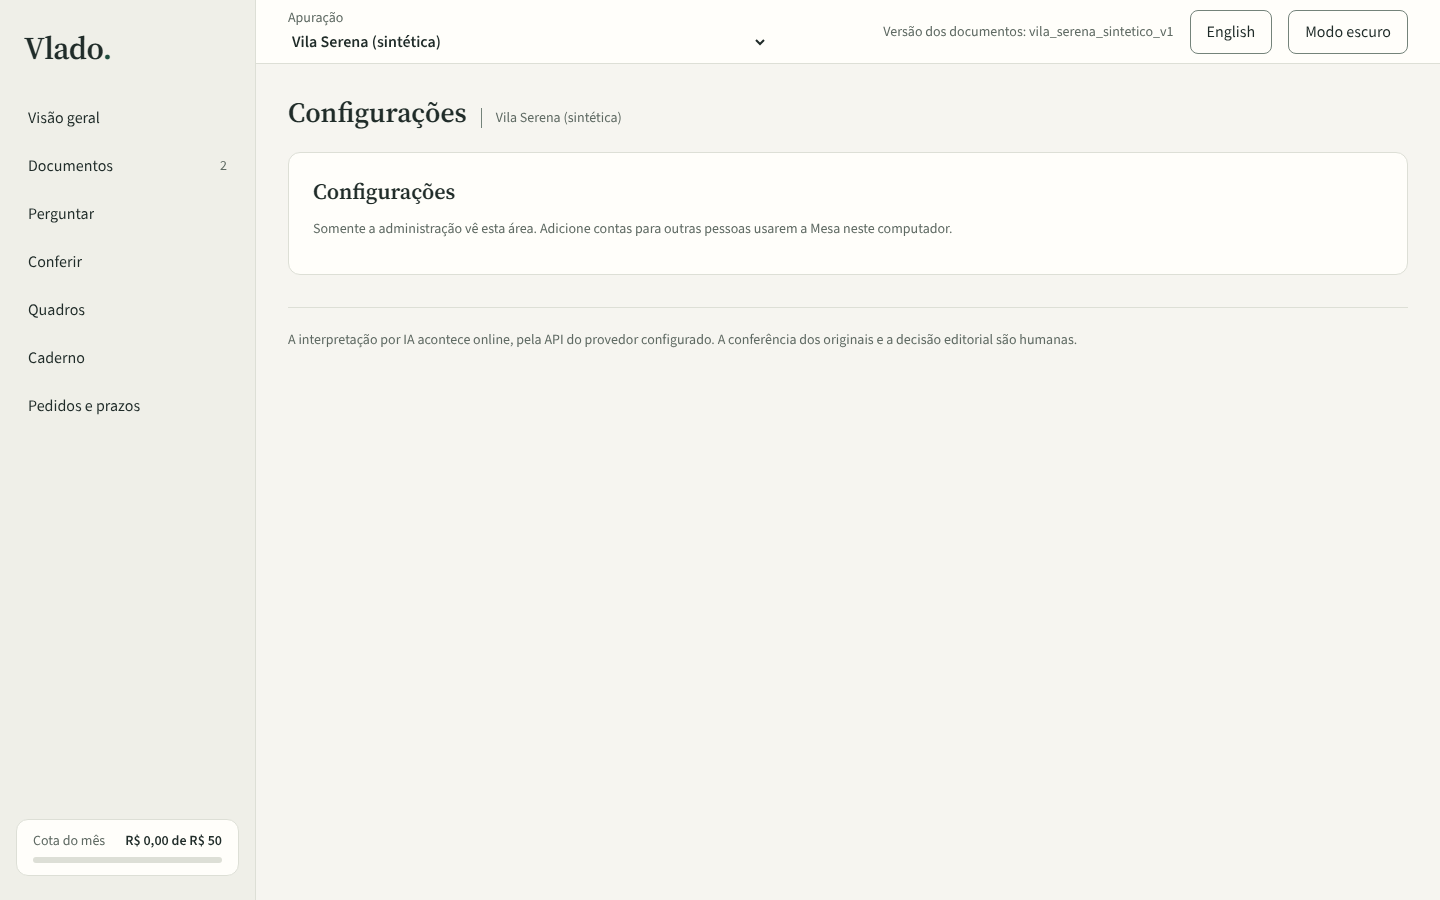 Vlado.
Visão geral
Documentos 2
Perguntar
Conferir
Quadros
Caderno
Pedidos e prazos
Cota do mês R$ 0,00 de R$ 50
Apuração
Vila Serena (sintética)
Versão dos documentos: vila_serena_sintetico_v1
English
Modo escuro
Configurações
Vila Serena (sintética)
Configurações
Somente a administração vê esta área. Adicione contas para outras pessoas usarem a Mesa neste computador.
A interpretação por IA acontece online, pela API do provedor configurado. A conferência dos originais e a decisão editorial são humanas.